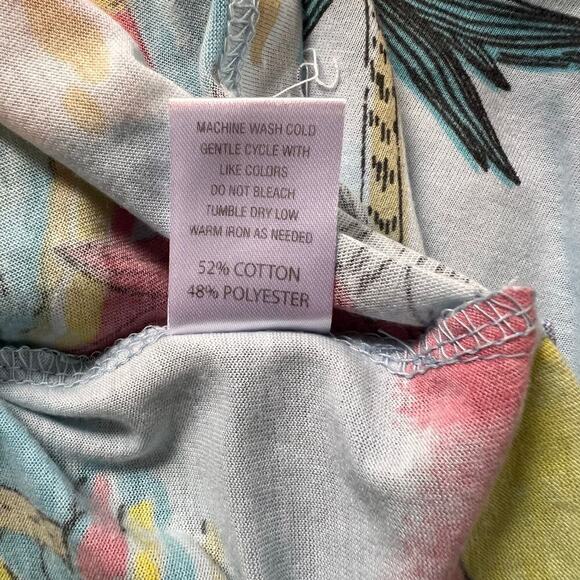 MACHINE WASH COLD
GENTLE CYCLE WITH
LIKE COLORS
DO NOT BLEACH
TUMBLE DRY LOW
WARM IRON AS NEEDED
52% COTTON
48% POLYESTER